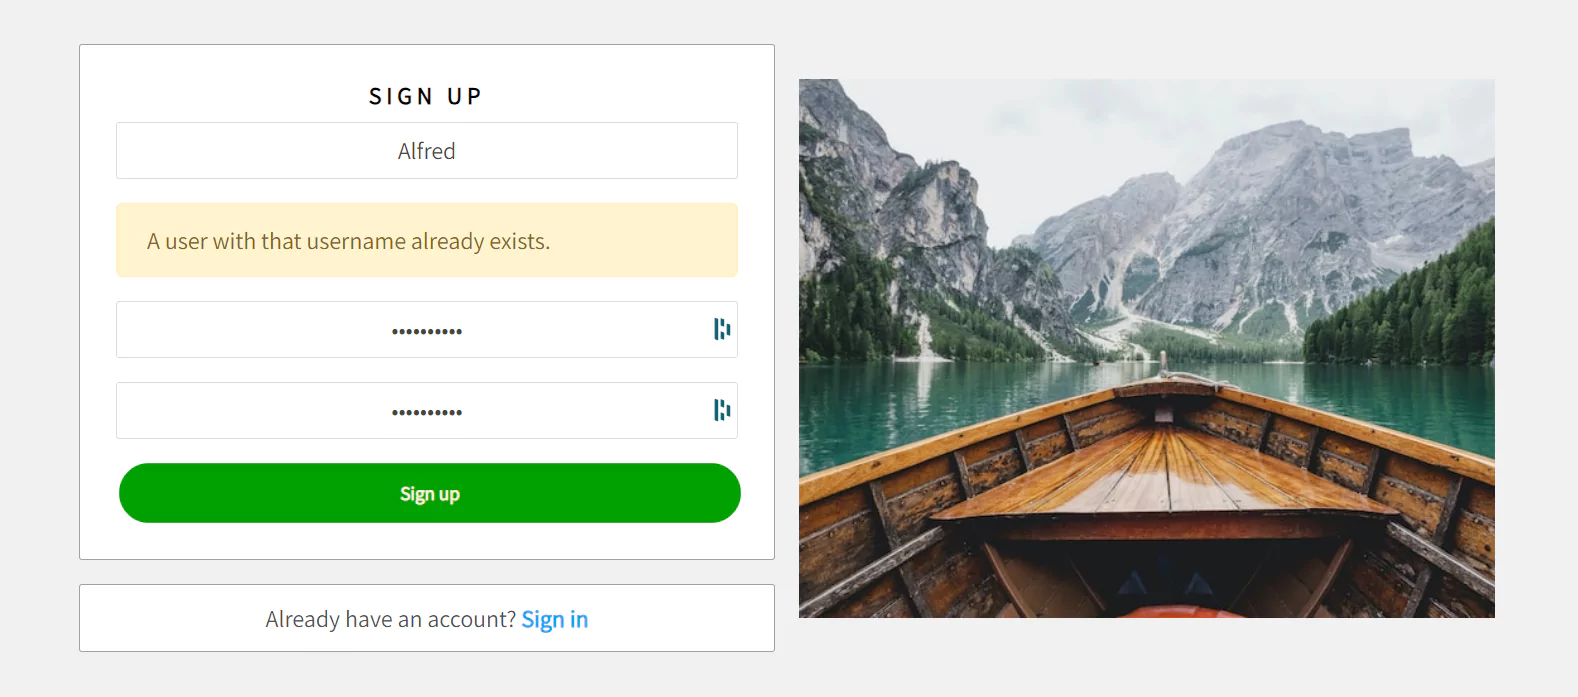 SIGN UP
Alfred
A user with that username already exists.
••••••••••
••••••••••
Sign up
Already have an account? Sign in